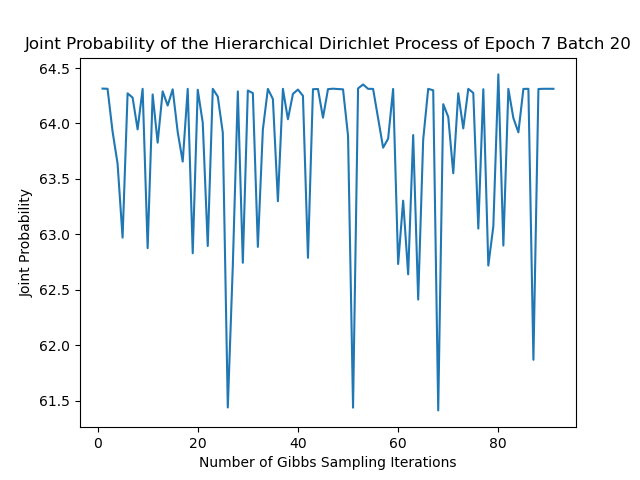 Joint Probability of the Hierarchical Dirichlet Process of Epoch 7 Batch 20
64.5
64.0
63.5
63.0
62.5
62.0
61.5
Joint Probability
0 20 40 60 80
Number of Gibbs Sampling Iterations